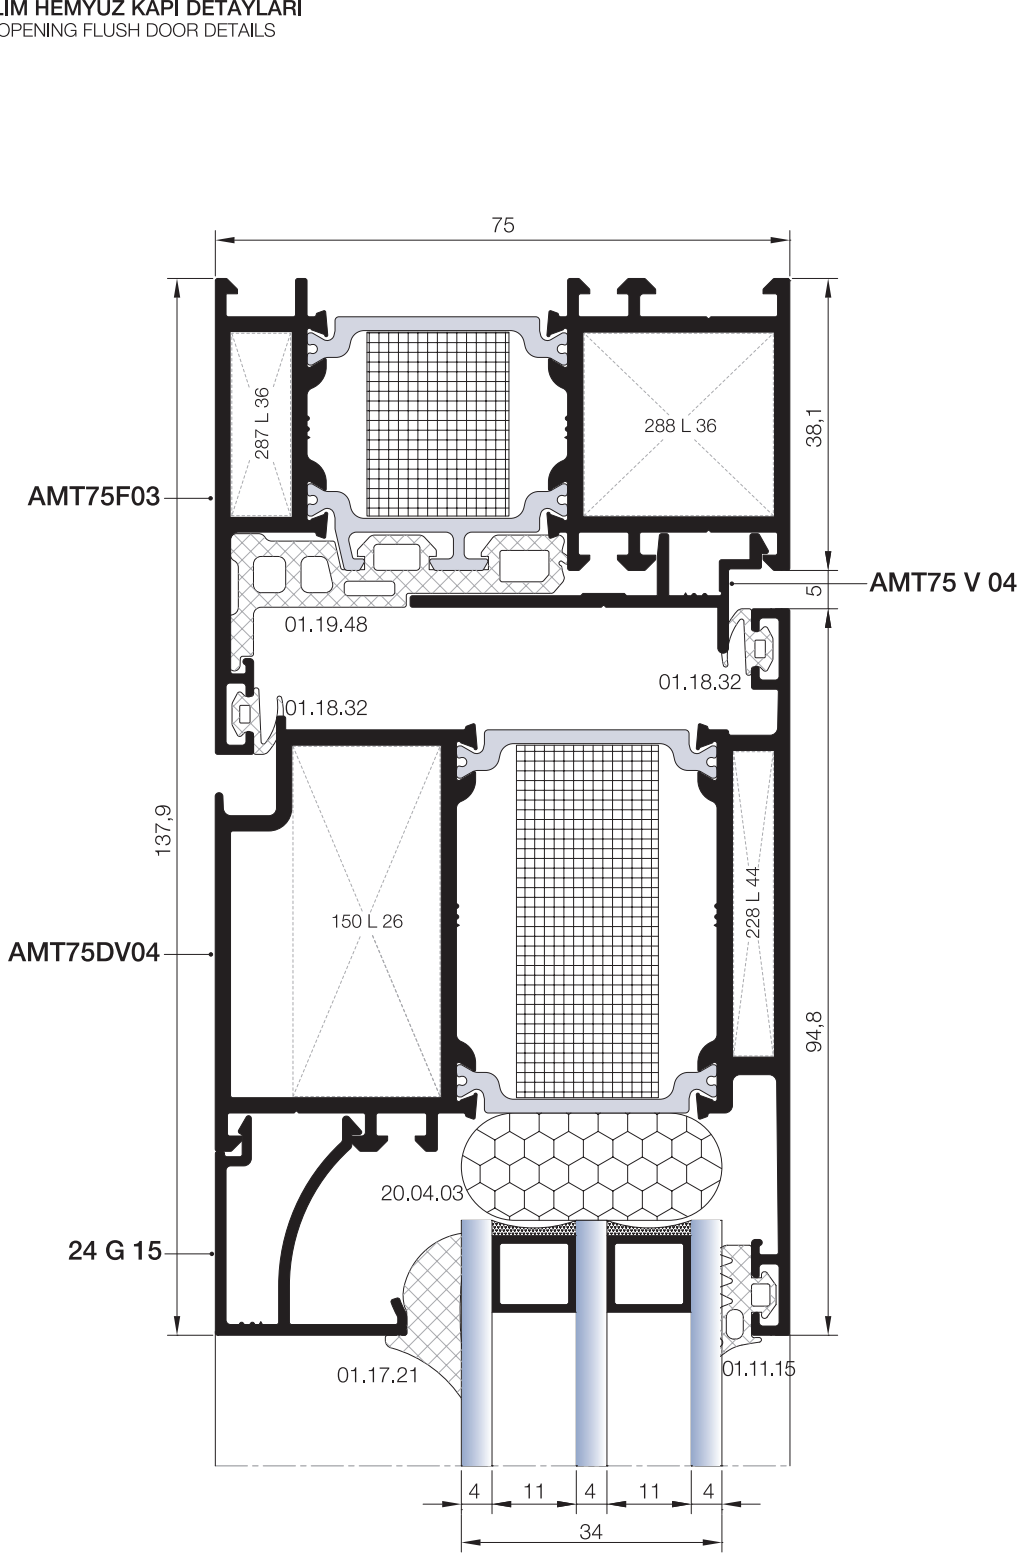 LIM HEMYÜZ KAPI DETAYLARI
OPENING FLUSH DOOR DETAILS
75
287 L 36
288 L 36
38,1
AMT75F03
AMT75 V 04
5
01.19.48
01.18.32
01.18.32
137,9
150 L 26
228 L 44
AMT75DV04
94,8
20.04.03
24 G 15
01.17.21
01.11.15
4
11
4
11
4
34